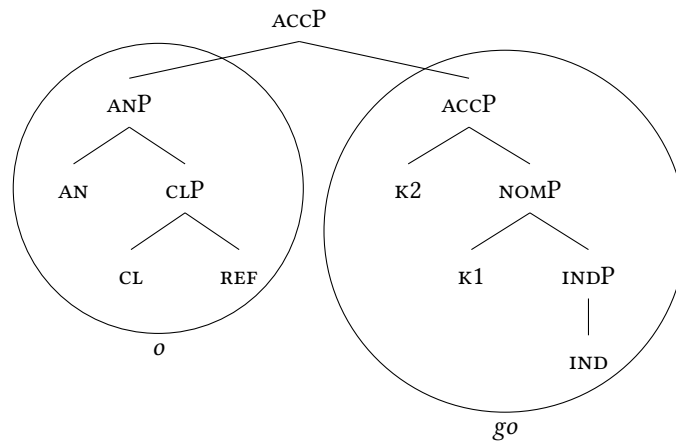 ACCP
ANP ACCP
AN CLP K2 NOMP
CL REF K1 INDP
o IND
go